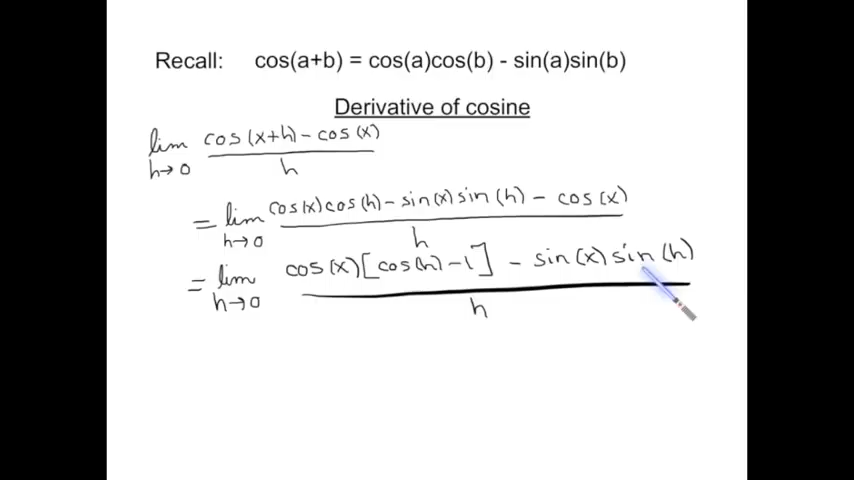 Recall: cos(a+b) = cos(a)cos(b) - sin(a)sin(b)
Derivative of cosine
lim h→0 cos(x+h) - cos(x) / h
= lim h→0 cos(x)cos(h) - sin(x)sin(h) - cos(x) / h
= lim h→0 cos(x)[cos(h) - 1] - sin(x)sin(h) / h